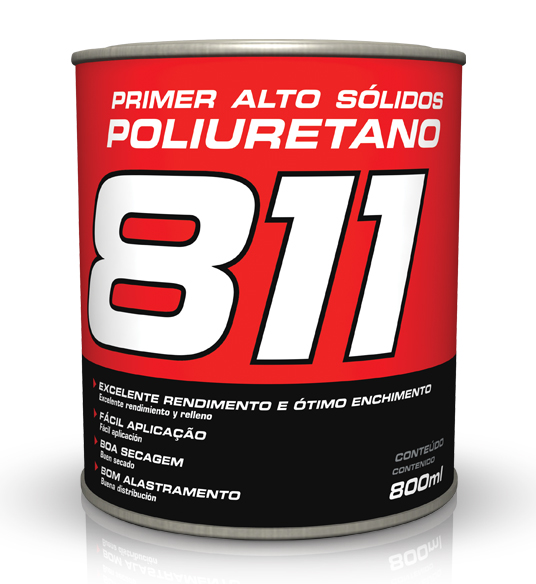 PRIMER ALTO SÓLIDOS
POLIURETANO
811
EXCELENTE RENDIMENTO E ÓTIMO ENCHIMENTO
Excelente rendimiento y relleno
FÁCIL APLICAÇÃO
Fácil aplicación
BOA SECAGEM
Buen secado
BOM ALASTRAMENTO
Buena distribución
CONTEÚDO
CONTENIDO
800ml